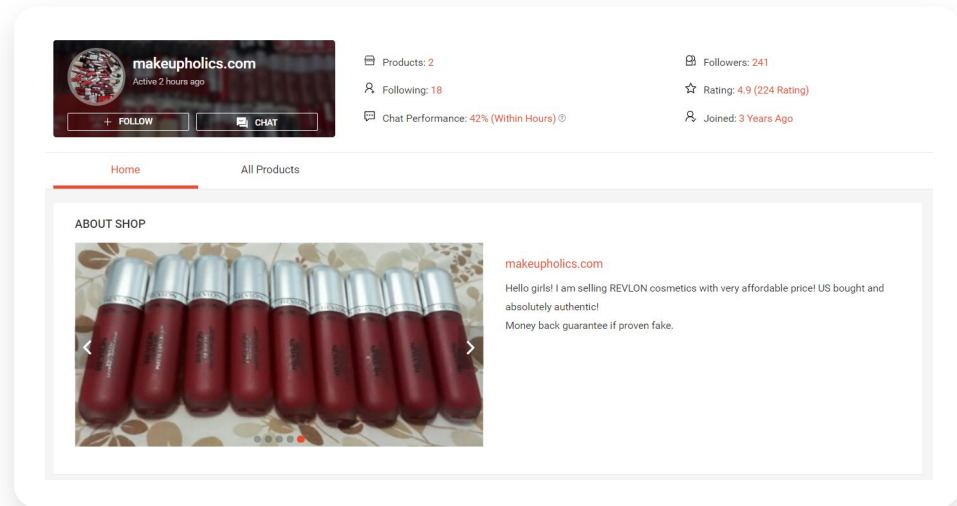 makeupholics.com
Active 2 hours ago
+ FOLLOW
CHAT
Products: 2
Following: 18
Chat Performance: 42% (Within Hours)
Followers: 241
Rating: 4.9 (224 Rating)
Joined: 3 Years Ago
Home
All Products
ABOUT SHOP
makeupholics.com
Hello girls! I am selling REVLON cosmetics with very affordable price! US bought and
absolutely authentic!
Money back guarantee if proven fake.